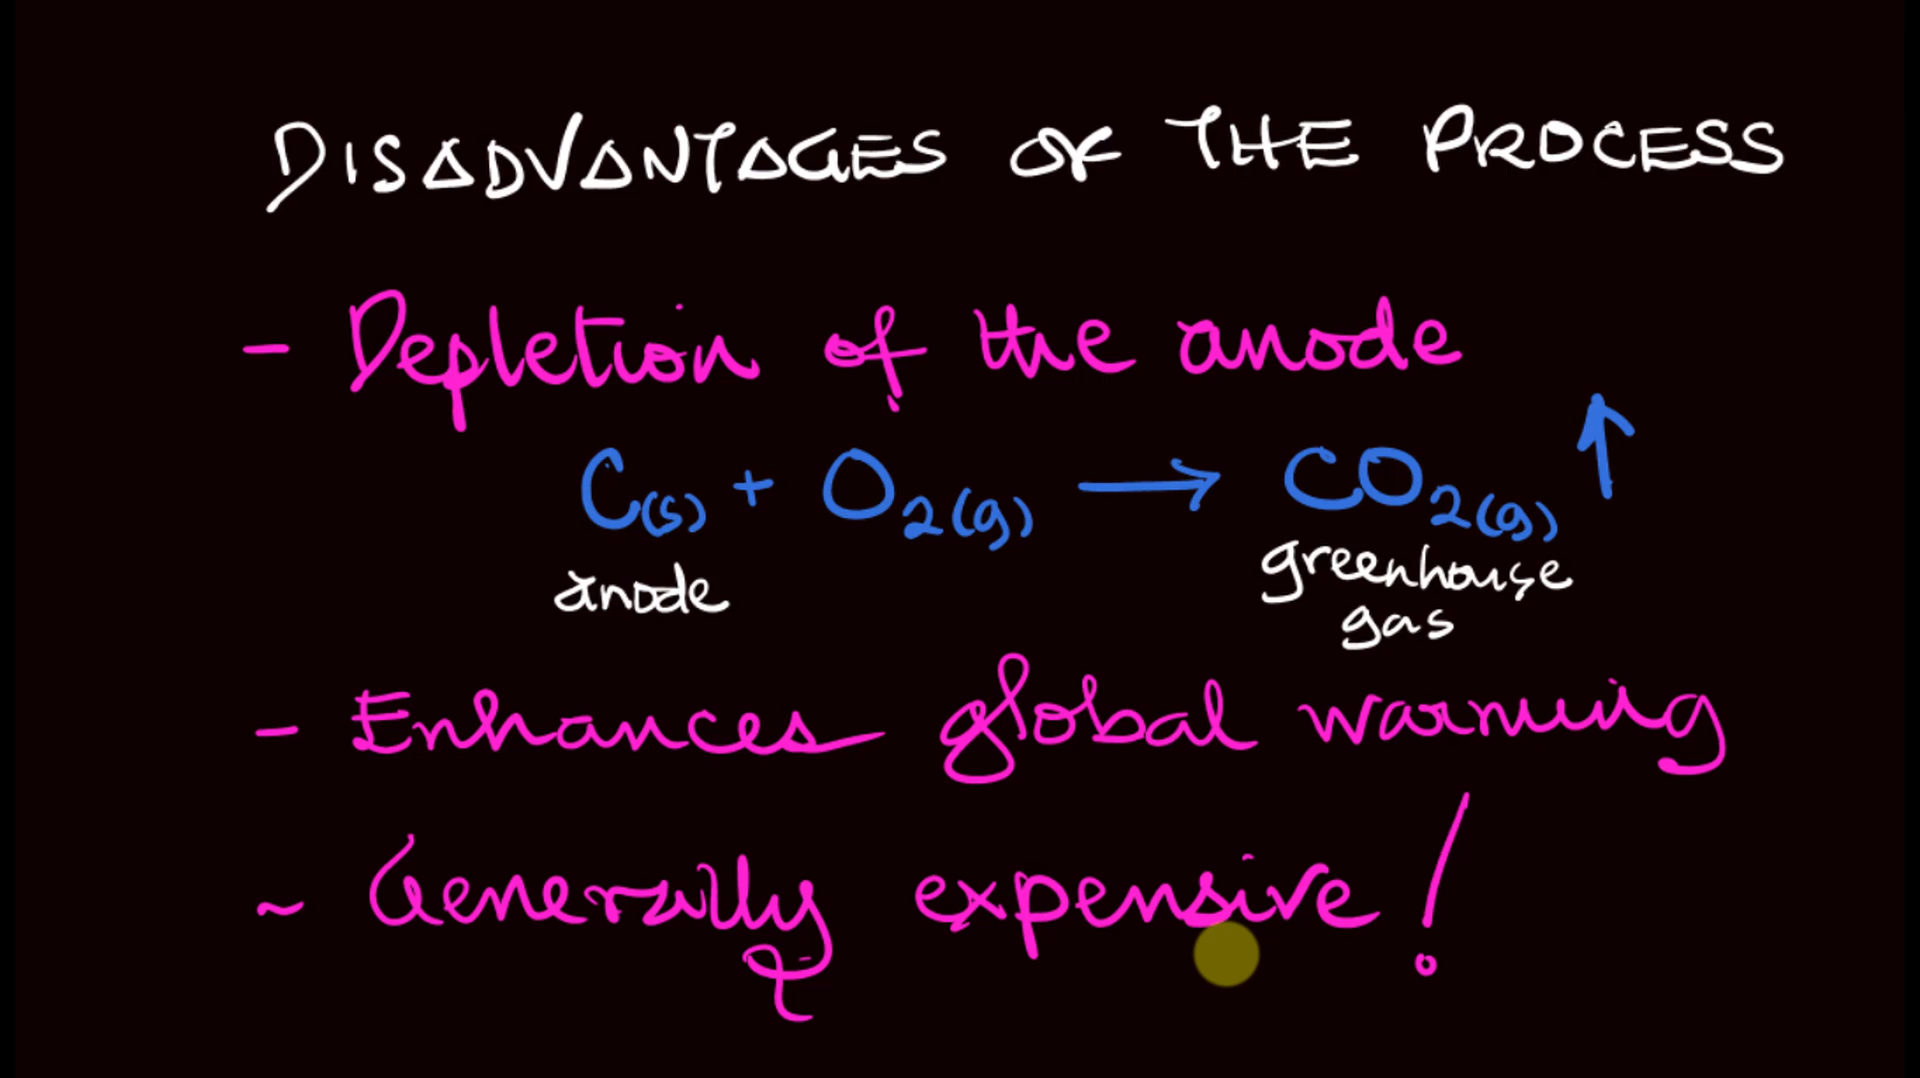 DISADVANTAGES OF THE PROCESS
- Depletion of the anode
C(s) + O2(g) → CO2(g) ↑
anode
greenhouse
gas
- Enhances global warming
~ Generally expensive!